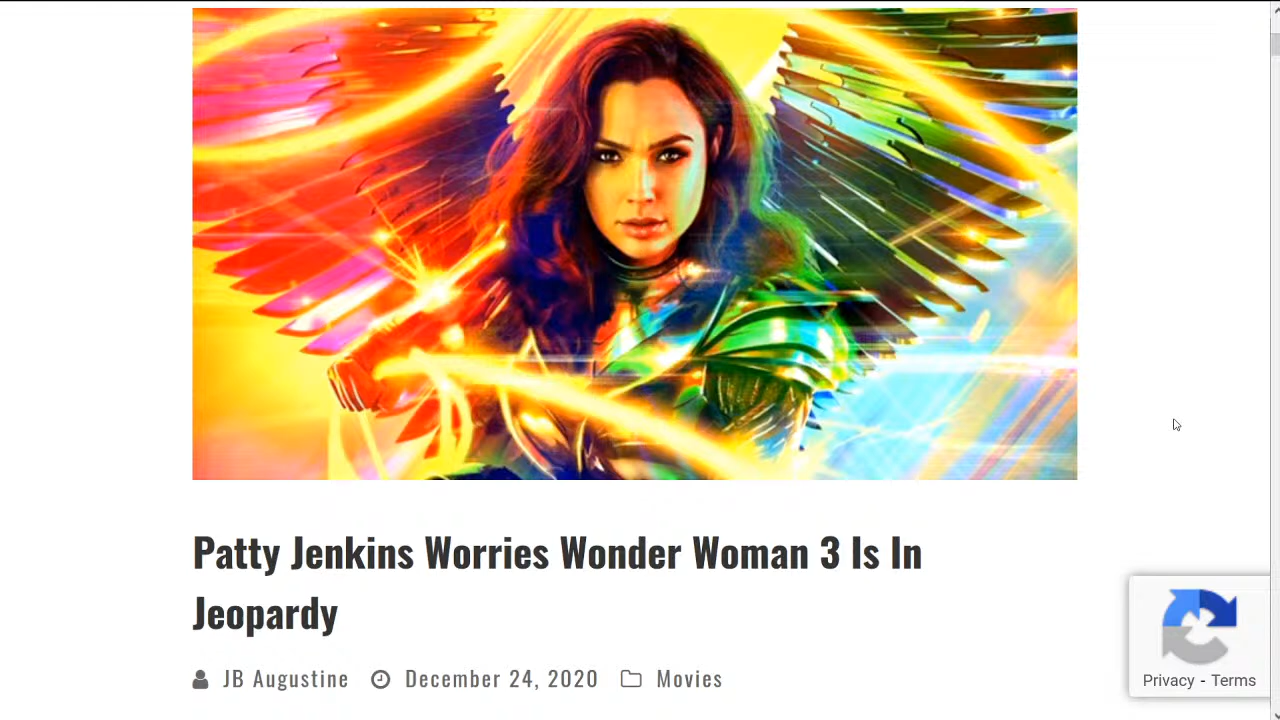 Patty Jenkins Worries Wonder Woman 3 Is In
Jeopardy
JB Augustine December 24, 2020 Movies
Privacy - Terms